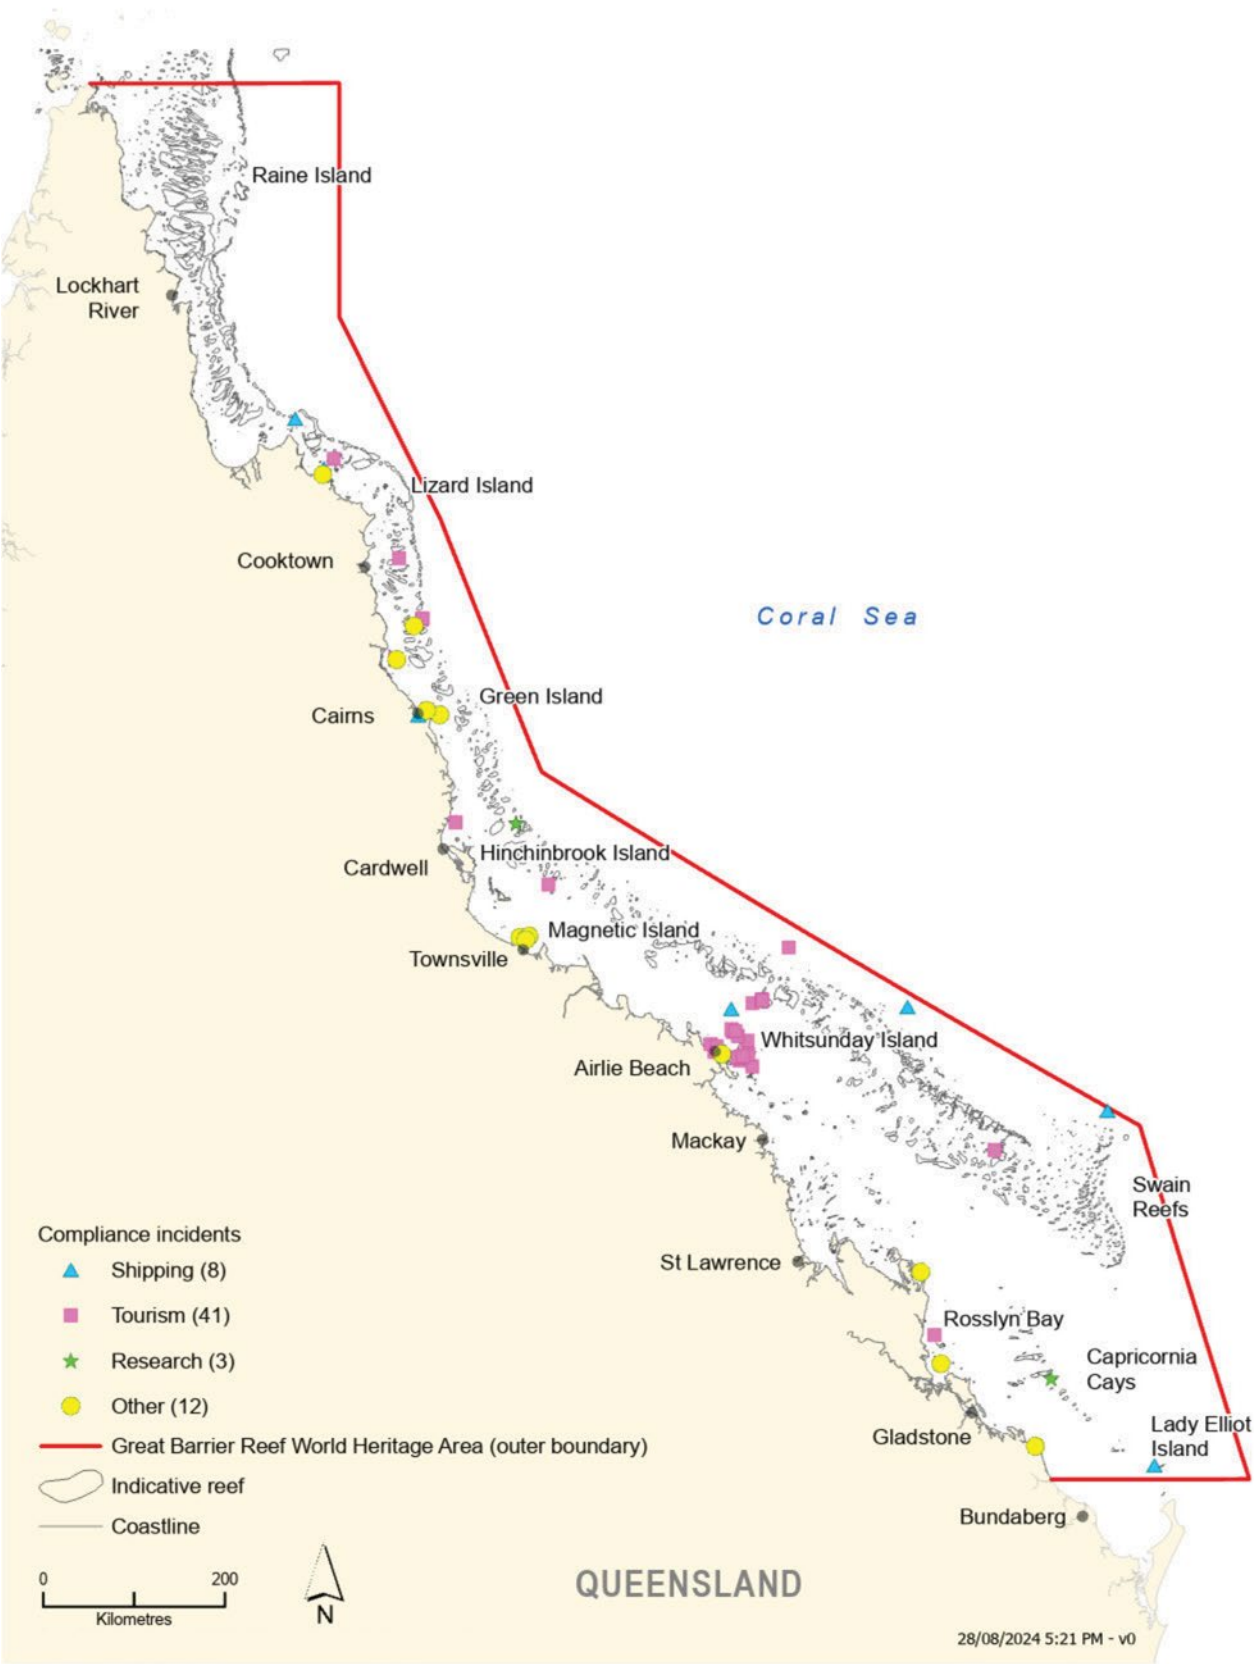 Raine Island
Lockhart
River
Lizard Island
Cooktown
Coral Sea
Green Island
Cairns
Hinchinbrook Island
Cardwell
Magnetic Island
Townsville
Whitsunday Island
Airlie Beach
Mackay
Swain
Reefs
St Lawrence
Rosslyn Bay
Capricornia
Cays
Gladstone
Lady Elliot
Island
Bundaberg
Compliance incidents
Shipping (8)
Tourism (41)
Research (3)
Other (12)
Great Barrier Reef World Heritage Area (outer boundary)
Indicative reef
Coastline
0 200
Kilometres
N
QUEENSLAND
28/08/2024 5:21 PM - v0